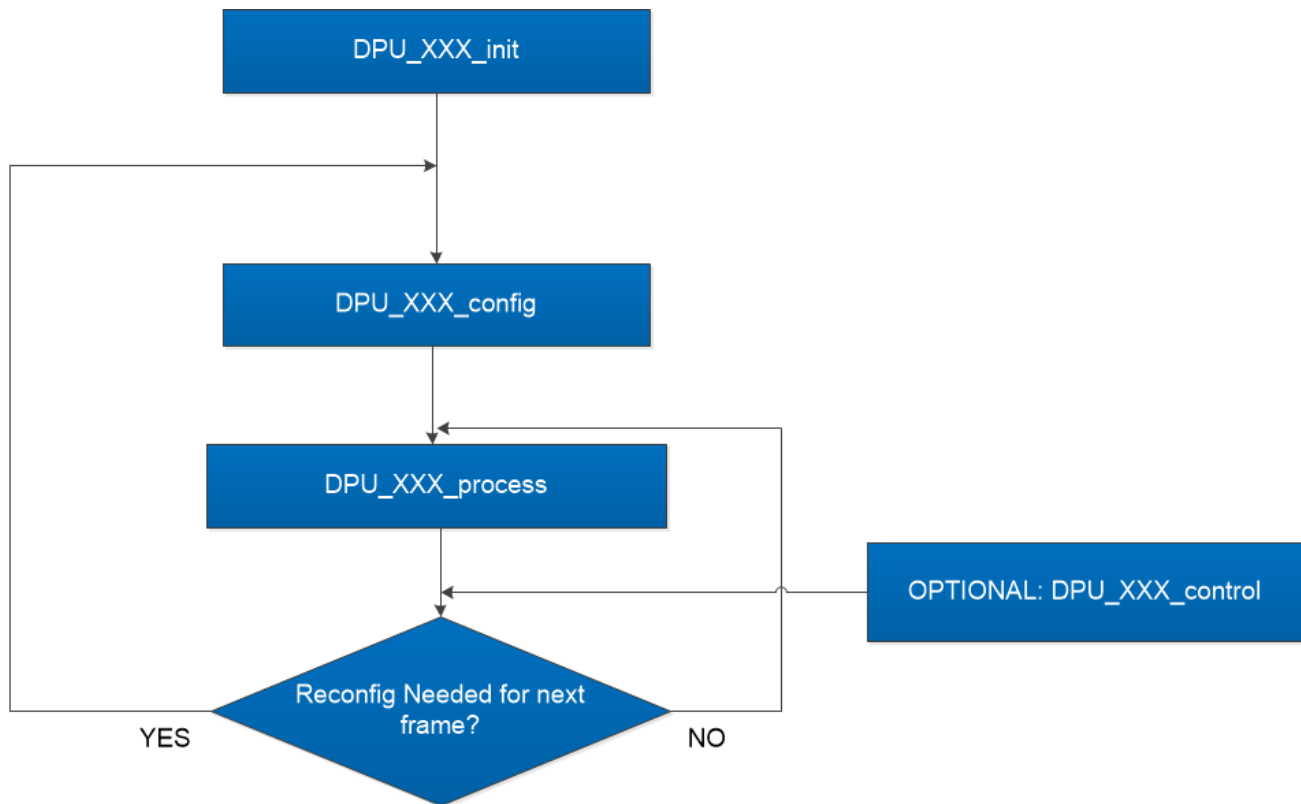 DPU_XXX_init
DPU_XXX_config
DPU_XXX_process
OPTIONAL: DPU_XXX_control
Reconfig Needed for next
frame?
YES
NO